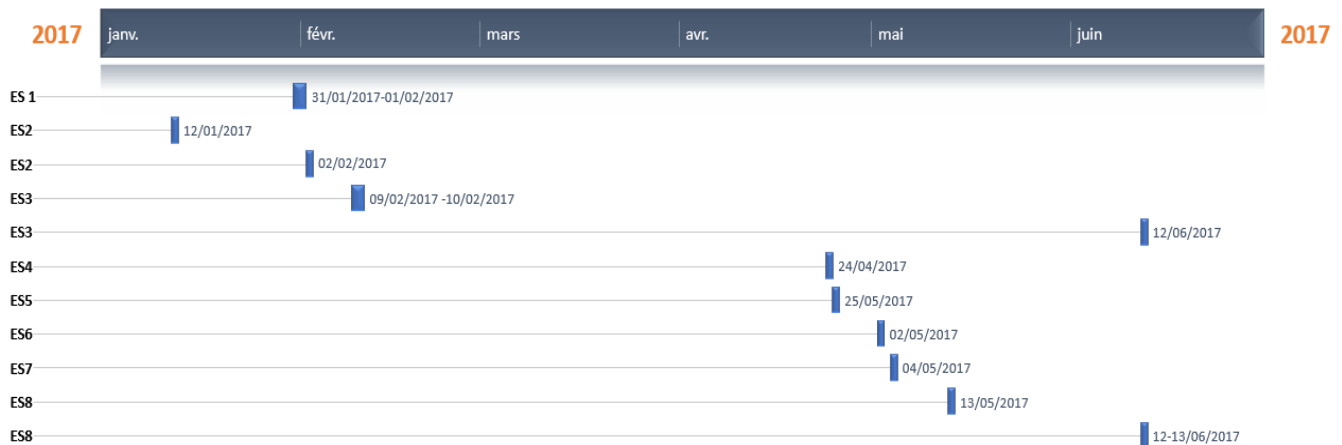 2017 janv. févr. mars avr. mai juin 2017
ES 1 31/01/2017-01/02/2017
ES2 12/01/2017
ES2 02/02/2017
ES3 09/02/2017 -10/02/2017
ES3 12/06/2017
ES4 24/04/2017
ES5 25/05/2017
ES6 02/05/2017
ES7 04/05/2017
ES8 13/05/2017
ES8 12-13/06/2017